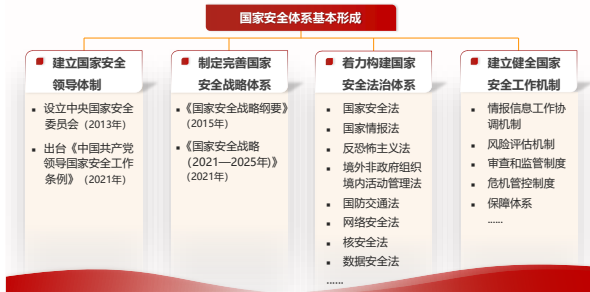 国家安全体系基本形成
建立国家安全
领导体制
设立中央国家安全
委员会（2013年）
出台《中国共产党
领导国家安全工作
条例》（2021年）
制定完善国家
安全战略体系
《国家安全战略纲要》
（2015年）
《国家安全战略
(2021—2025年)》
（2021年）
着力构建国家
安全法治体系
国家安全法
国家情报法
反恐怖主义法
境外非政府组织
境内活动管理法
国防交通法
网络安全法
核安全法
数据安全法
......
建立健全国家
安全工作机制
情报信息工作协
调机制
风险评估机制
审查和监管制度
危机管控制度
保障体系
......